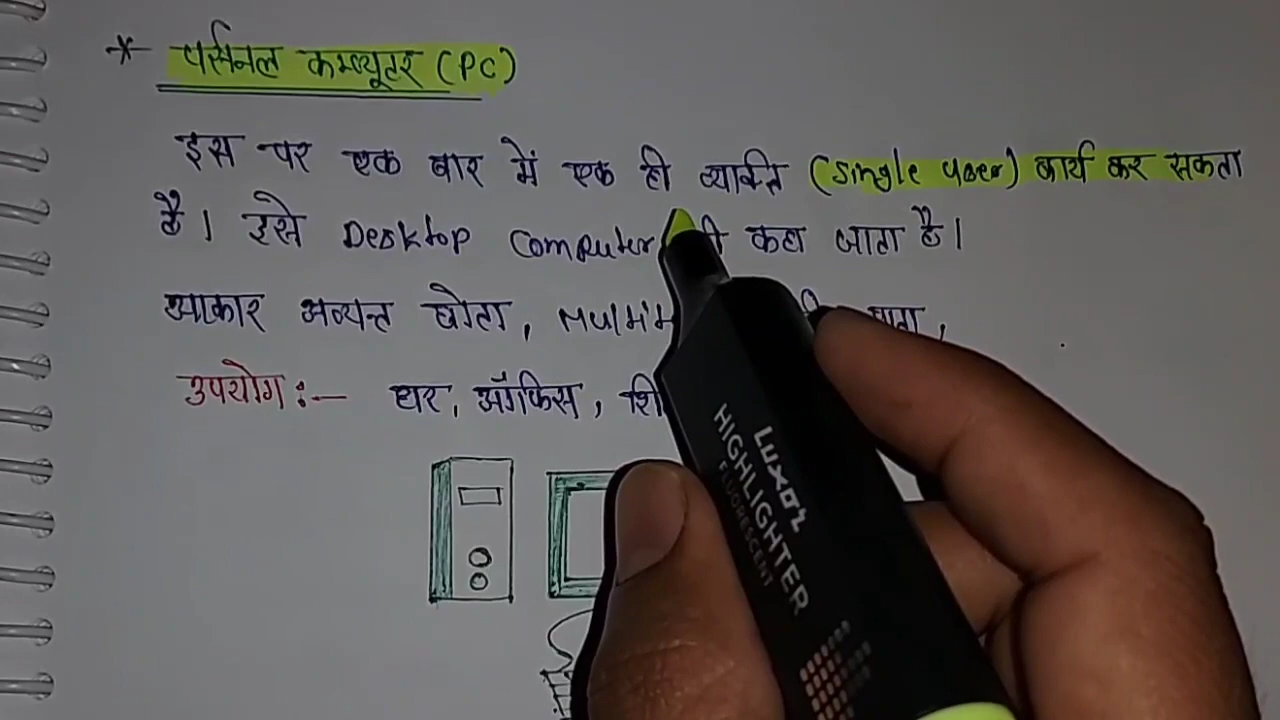 * पर्सनल कम्प्यूटर (PC)
इस पर एक बार में एक ही व्यक्ति (Single User) कार्य कर सकता
है। इसे Desktop Computer कहा जाता है।
आकार अत्यन्त छोटा,
उपयोग :— घर, ऑफिस,
LUXOR
HIGHLIGHTER
FLUORESCENT